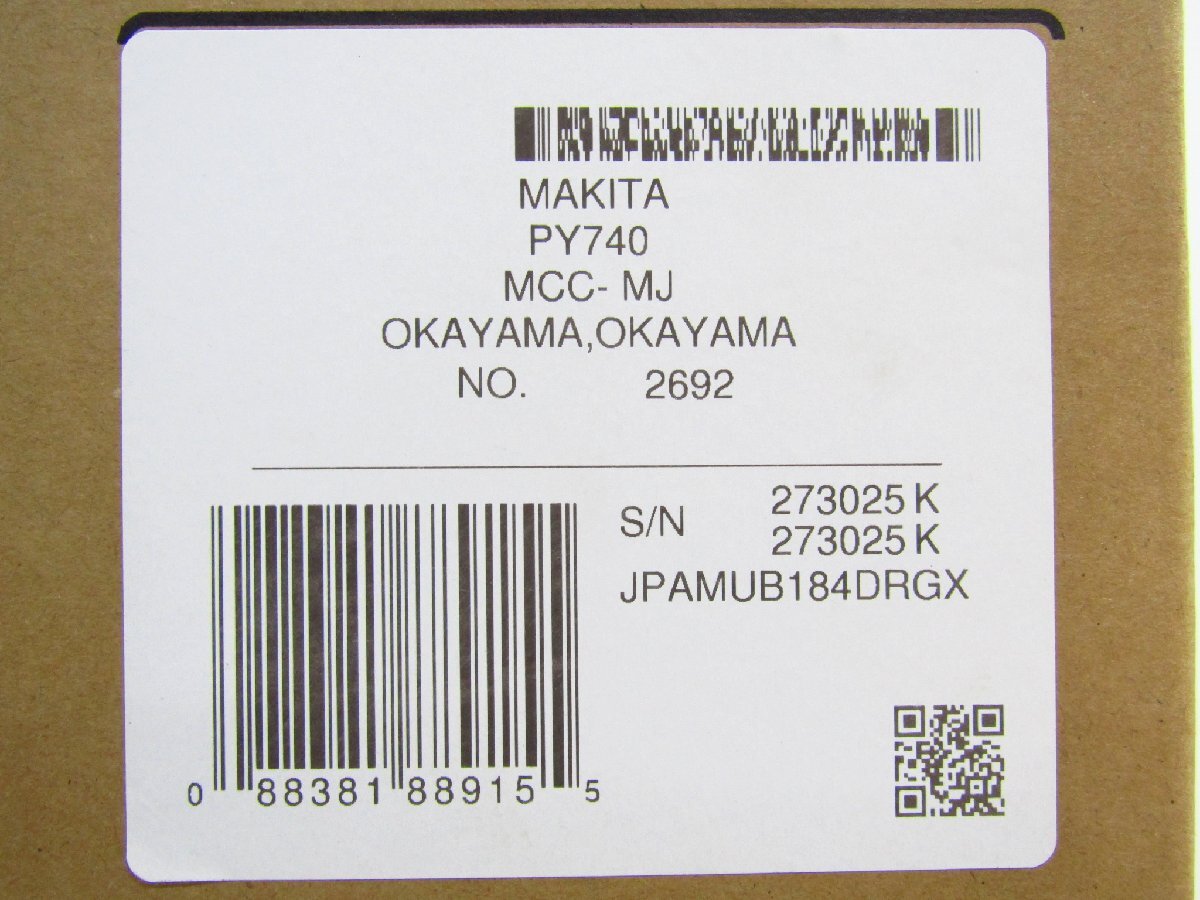 MAKITA
PY740
MCC- MJ
OKAYAMA,OKAYAMA
NO. 2692
S/N 273025 K
273025 K
JPAMUB184DRGX
0 88381 88915 5